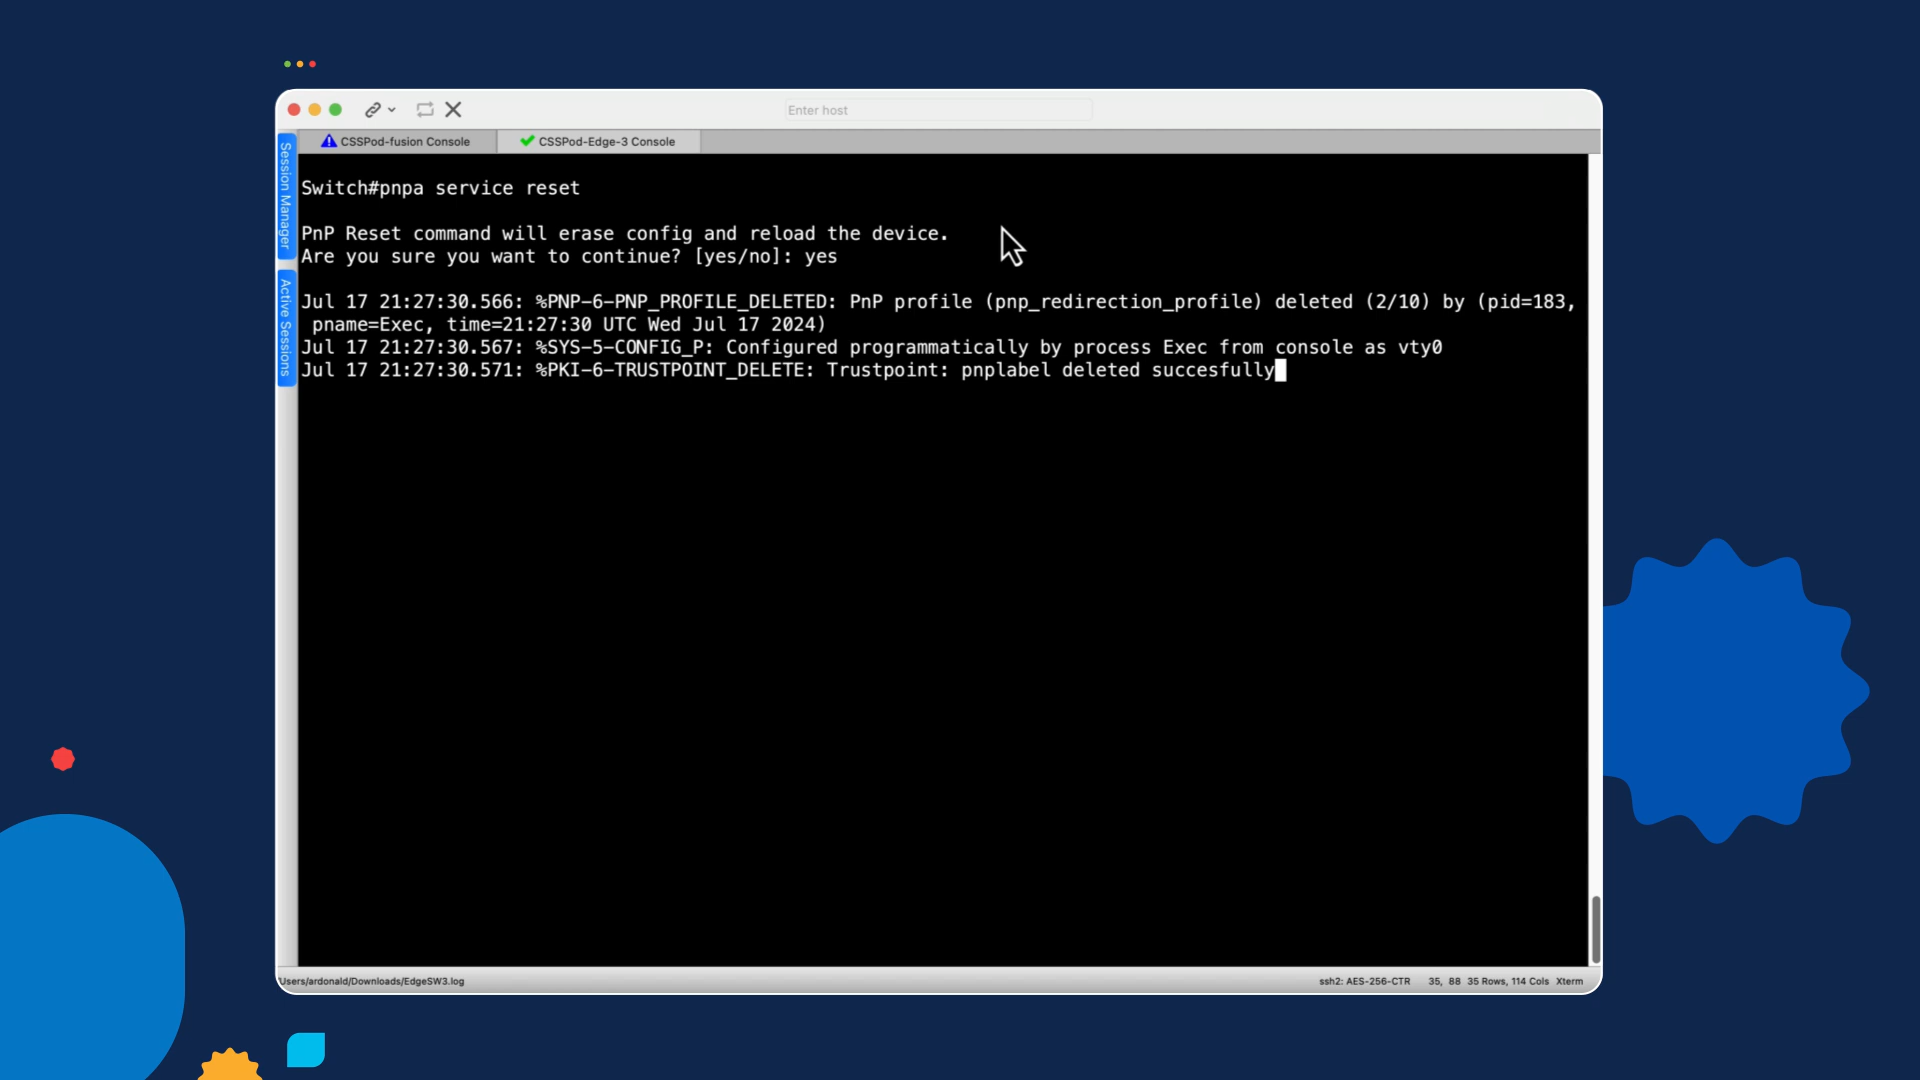 Enter host
CSSPod-fusion Console
CSSPod-Edge-3 Console
Session Manager
Active Sessions
Switch#pnpa service reset
PnP Reset command will erase config and reload the device.
Are you sure you want to continue? [yes/no]: yes
Jul 17 21:27:30.566: %PNP-6-PNP_PROFILE_DELETED: PnP profile (pnp_redirection_profile) deleted (2/10) by (pid=183,
pname=Exec, time=21:27:30 UTC Wed Jul 17 2024)
Jul 17 21:27:30.567: %SYS-5-CONFIG_P: Configured programmatically by process Exec from console as vty0
Jul 17 21:27:30.571: %PKI-6-TRUSTPOINT_DELETE: Trustpoint: pnplabel deleted succesfully
Users/ardonald/Downloads/EdgeSW3.log
ssh2: AES-256-CTR 35, 88 35 Rows, 114 Cols Xterm